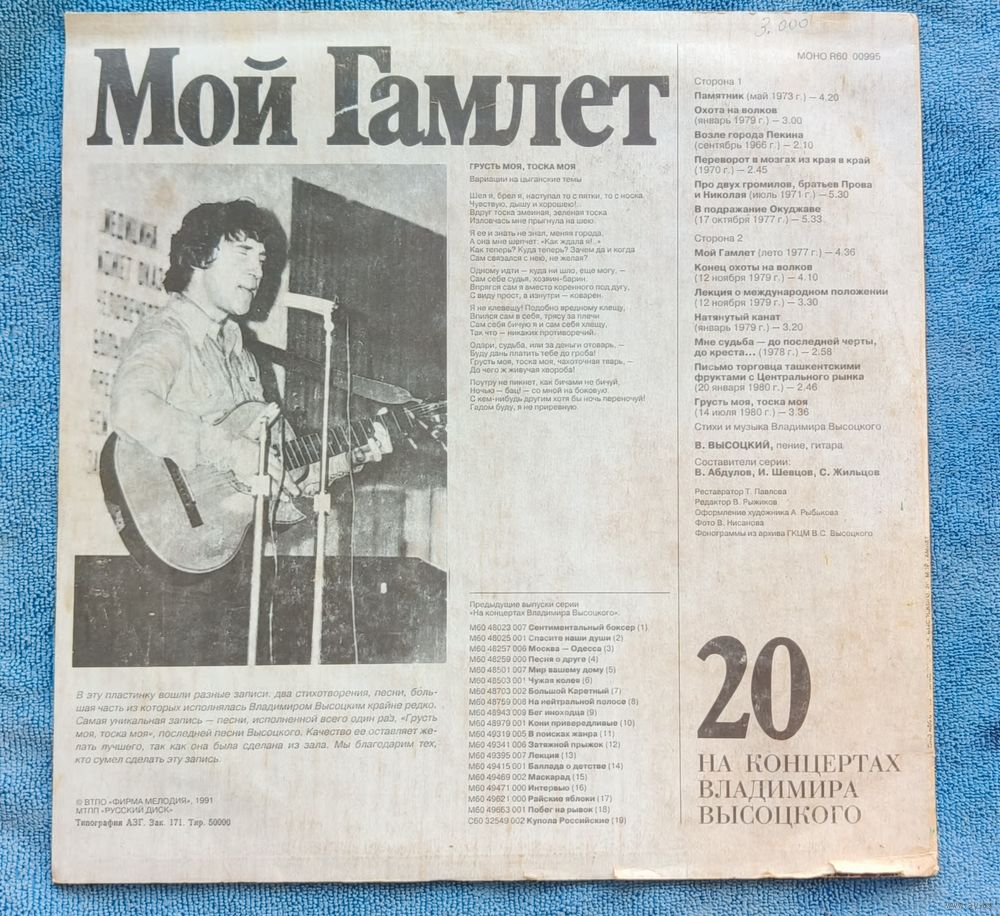 3.000
Мой Гамлет
МОНО R60 00995
ГРУСТЬ МОЯ, ТОСКА МОЯ
Вариации на цыганские темы
Шел я, брел я, наступал то с пятки, то с носка.
Чувствую, дышу и хорошею!..
Вдруг тоска змеиная, зеленая тоска
Изловчась мне прыгнула на шею.
Я ее и знать не знал, меняя города,
А она мне шепчет: «Как ждала я!..»
Как теперь? Куда теперь? Зачем да и когда
Сам связался с нею, не желая?
Одному идти — куда ни шло, еще могу, —
Сам себе судья, хозяин-барин.
Впрягся сам я вместо коренного под дугу,
С виду прост, а изнутри — коварен.
Я не клевещу! Подобно вредному клещу,
Впился сам в себя, трясу за плечи
Сам себя бичую я и сам себя хлещу,
Так что — никаких противоречий.
Одари, судьба, или за деньги отоварь, —
Буду дань платить тебе до гроба!
Грусть моя, тоска моя, чахоточная тварь, —
До чего ж живучая хвороба!
Поутру не пикнет, как бичами не бичуй,
Ночью — бац! — со мной на боковую.
С кем-нибудь другим хотя бы ночь переночуй!
Гадом буду, я не приревную.
Сторона 1
Памятник (май 1973 г.) — 4.20
Охота на волков
(январь 1979 г.) — 3.00
Возле города Пекина
(сентябрь 1966 г.) — 2.10
Переворот в мозгах из края в край
(1970 г.) — 2.45
Про двух громилов, братьев Прова
и Николая (июль 1971 г.) — 5.30
В подражание Окуджаве
(17 октября 1977 г.) — 5.33
Сторона 2
Мой Гамлет (лето 1977 г.) — 4.36
Конец охоты на волков
(12 ноября 1979 г.) — 4.10
Лекция о международном положении
(12 ноября 1979 г.) — 3.30
Натянутый канат
(январь 1979 г.) — 3.20
Мне судьба — до последней черты,
до креста... (1978 г.) — 2.58
Письмо торговца ташкентскими
фруктами с Центрального рынка
(20 января 1980 г.) — 2.46
Грусть моя, тоска моя
(14 июля 1980 г.) — 3.36
Стихи и музыка Владимира Высоцкого
В. ВЫСОЦКИЙ, пение, гитара
Составители серии:
В. Абдулов, И. Шевцов, С. Жильцов
Реставратор Т. Павлова
Редактор В. Рыжиков
Оформление художника А. Рыбькова
Фото В. Нисанова
Фонограммы из архива ГКЦМ В.С. Высоцкого
Предыдущие выпуски серии
«На концертах Владимира Высоцкого».
М60 48023 007 Сентиментальный боксер (1)
М60 48025 001 Спасите наши души (2)
М60 48257 006 Москва — Одесса (3)
М60 48259 000 Песня о друге (4)
М60 48501 007 Мир вашему дому (5)
М60 48503 001 Чужая колея (6)
М60 48703 002 Большой Каретный (7)
М60 48759 008 На нейтральной полосе (8)
М60 48943 009 Бег иноходца (9)
М60 48979 001 Кони привередливые (10)
М60 49319 005 В поисках жанра (11)
М60 49341 006 Затяжной прыжок (12)
М60 49395 007 Лекция (13)
М60 49415 001 Баллада о детстве (14)
М60 49469 002 Маскарад (15)
М60 49471 000 Интервью (16)
М60 49621 000 Райские яблоки (17)
М60 49663 001 Побег на рывок (18)
С60 32549 002 Купола Российские (19)
В эту пластинку вошли разные записи: два стихотворения, песни, боль-
шая часть из которых исполнялась Владимиром Высоцким крайне редко.
Самая уникальная запись — песни, исполненной всего один раз, «Грусть
моя, тоска моя», последней песни Высоцкого. Качество ее оставляет же-
лать лучшего, так как она была сделана из зала. Мы благодарим тех,
кто сумел сделать эту запись.
© ВТПО «ФИРМА МЕЛОДИЯ», 1991
МТПП «РУССКИЙ ДИСК»
Типография АЗГ. Зак. 171. Тир. 50000
20
НА КОНЦЕРТАХ
ВЛАДИМИРА
ВЫСОЦКОГО